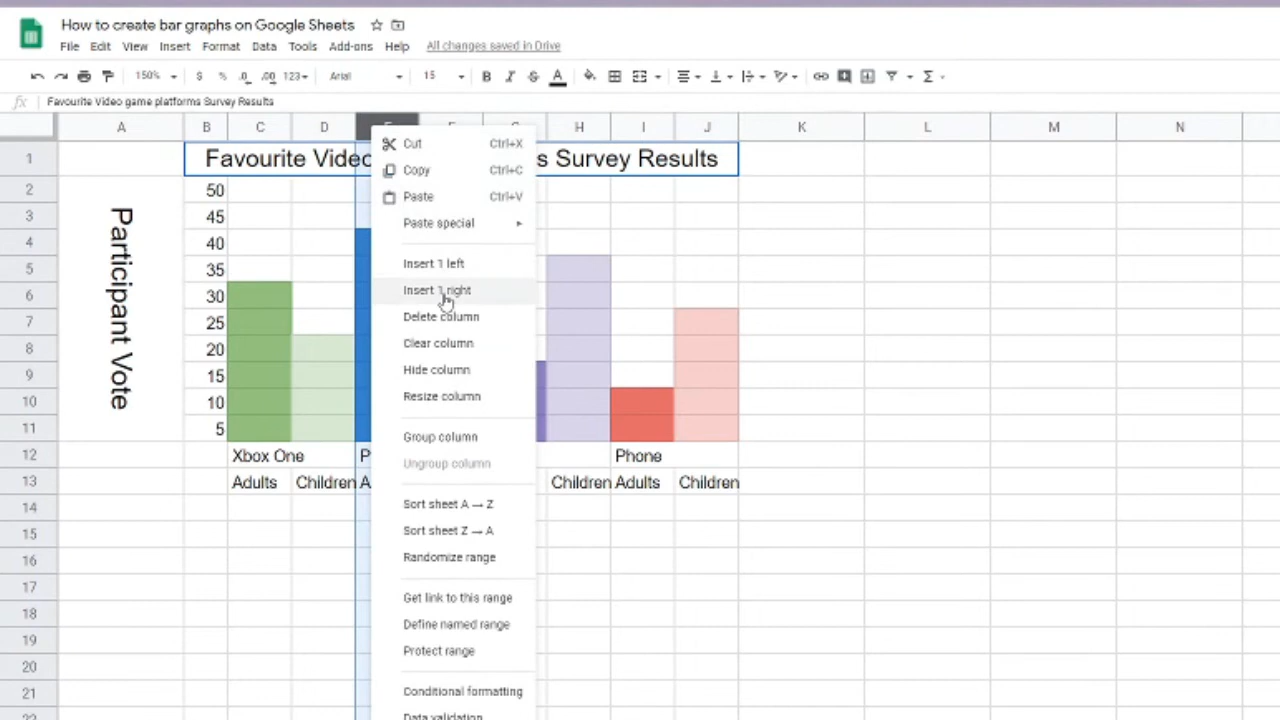 How to create bar graphs on Google Sheets
File Edit View Insert Format Data Tools Add-ons Help All changes saved in Drive
150% $ % .0 .00 123 Arial 15 B I S A Σ
fx Favourite Video game platforms Survey Results
A B C D H I J K L M N
1 Favourite Video s Survey Results
Cut Ctrl+X
Copy Ctrl+C
Paste Ctrl+V
Paste special
Insert 1 left
Insert 1 right
Delete column
Clear column
Hide column
Resize column
Group column
Ungroup column
Sort sheet A → Z
Sort sheet Z → A
Randomize range
Get link to this range
Define named range
Protect range
Conditional formatting
Data validation
Participant Vote
2 50
3 45
4 40
5 35
6 30
7 25
8 20
9 15
10 10
11 5
12 Xbox One P Phone
13 Adults Children A Children Adults Children
14
15
16
17
18
19
20
21
22